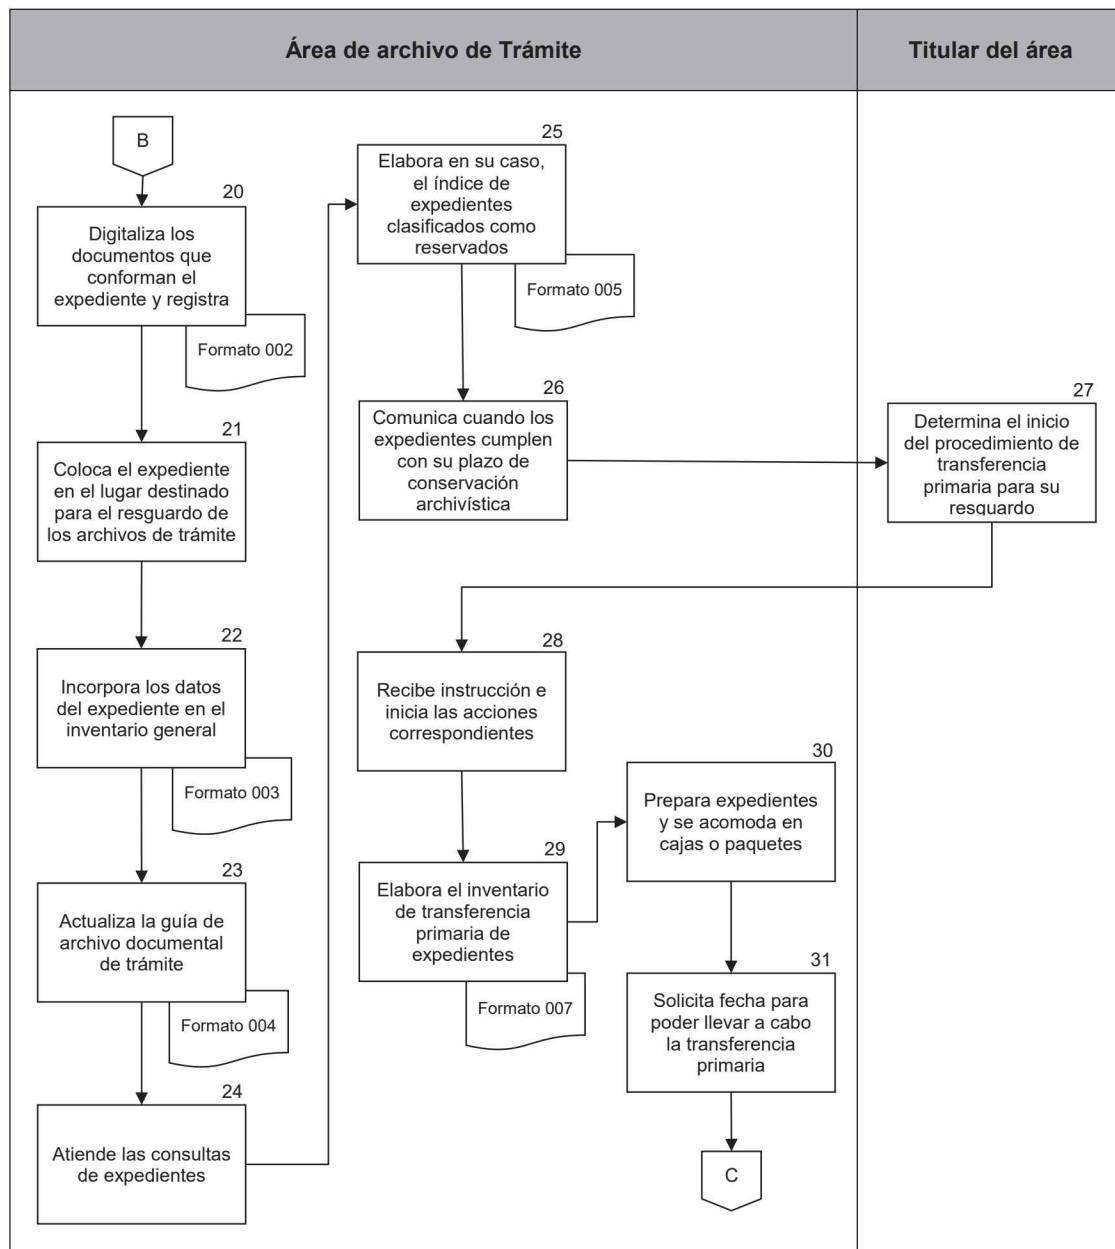 Área de archivo de Trámite
Titular del área
B
20
Digitaliza los
documentos que
conforman el
expediente y registra
Formato 002
21
Coloca el expediente
en el lugar destinado
para el resguardo de
los archivos de trámite
22
Incorpora los datos
del expediente en el
inventario general
Formato 003
23
Actualiza la guía de
archivo documental
de trámite
Formato 004
24
Atiende las consultas
de expedientes
25
Elabora en su caso,
el índice de
expedientes
clasificados como
reservados
Formato 005
26
Comunica cuando los
expedientes cumplen
con su plazo de
conservación
archivística
27
Determina el inicio
del procedimiento de
transferencia
primaria para su
resguardo
28
Recibe instrucción e
inicia las acciones
correspondientes
29
Elabora el inventario
de transferencia
primaria de
expedientes
Formato 007
30
Prepara expedientes
y se acomoda en
cajas o paquetes
31
Solicita fecha para
poder llevar a cabo
la transferencia
primaria
C